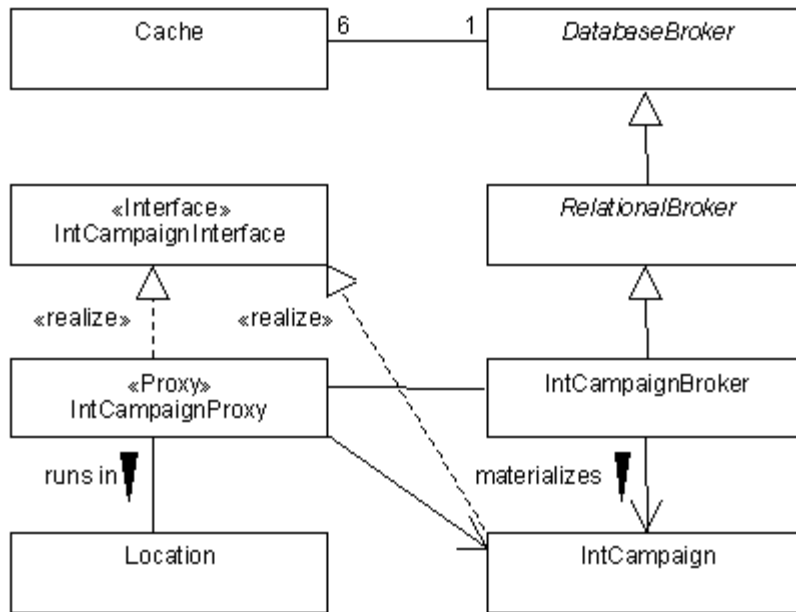 Cache
6
1
DatabaseBroker
«Interface»
IntCampaignInterface
RelationalBroker
«realize»
«realize»
«Proxy»
IntCampaignProxy
IntCampaignBroker
runs in
materializes
Location
IntCampaign